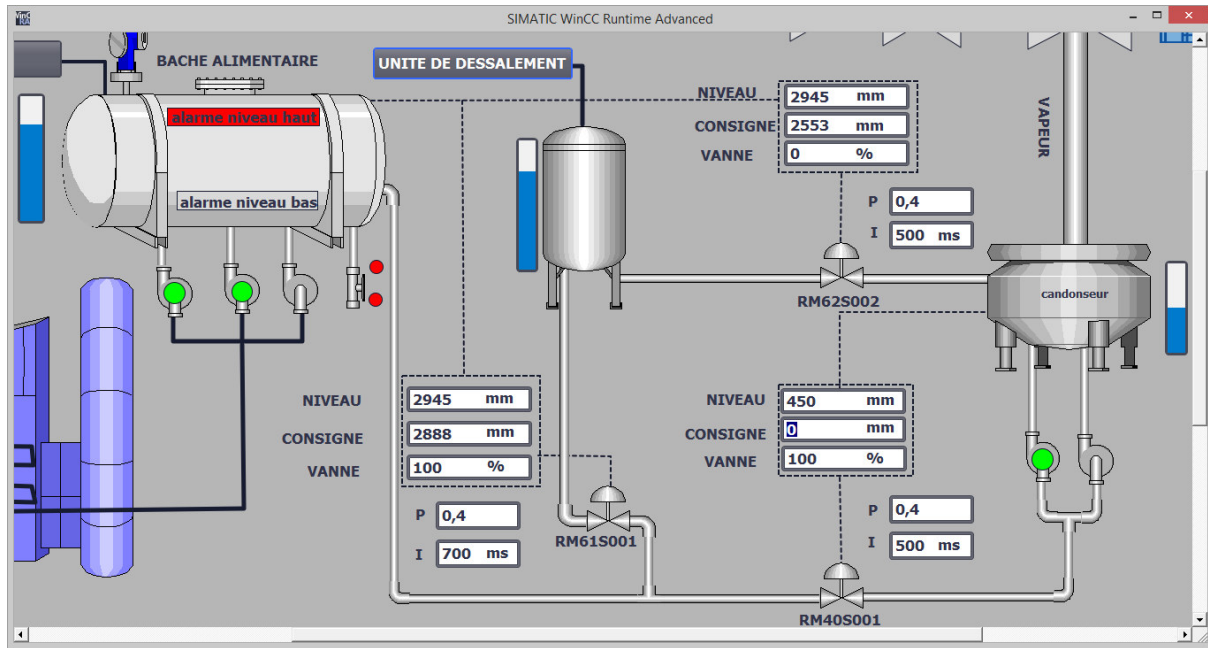 SIMATIC WinCC Runtime Advanced
BACHE ALIMENTAIRE
UNITE DE DESSALEMENT
alarme niveau haut
alarme niveau bas
NIVEAU 2945 mm
CONSIGNE 2553 mm
VANNE 0 %
P 0,4
I 500 ms
VAPEUR
RM62S002
candonseur
NIVEAU 2945 mm
CONSIGNE 2888 mm
VANNE 100 %
P 0,4
I 700 ms
RM61S001
NIVEAU 450 mm
CONSIGNE 0 mm
VANNE 100 %
P 0,4
I 500 ms
RM40S001